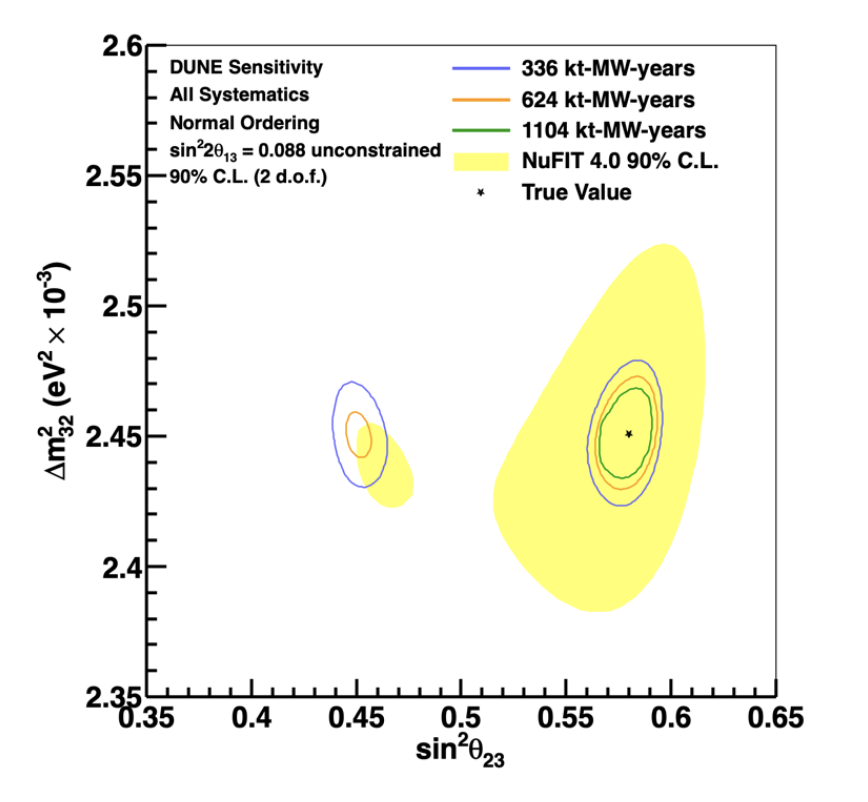 2.6
2.55
2.5
2.45
2.4
2.35
DUNE Sensitivity
All Systematics
Normal Ordering
sin²2θ₁₃ = 0.088 unconstrained
90% C.L. (2 d.o.f.)
336 kt-MW-years
624 kt-MW-years
1104 kt-MW-years
NuFIT 4.0 90% C.L.
True Value
Δm²₃₂ (eV² × 10⁻³)
0.35 0.4 0.45 0.5 0.55 0.6 0.65
sin²θ₂₃